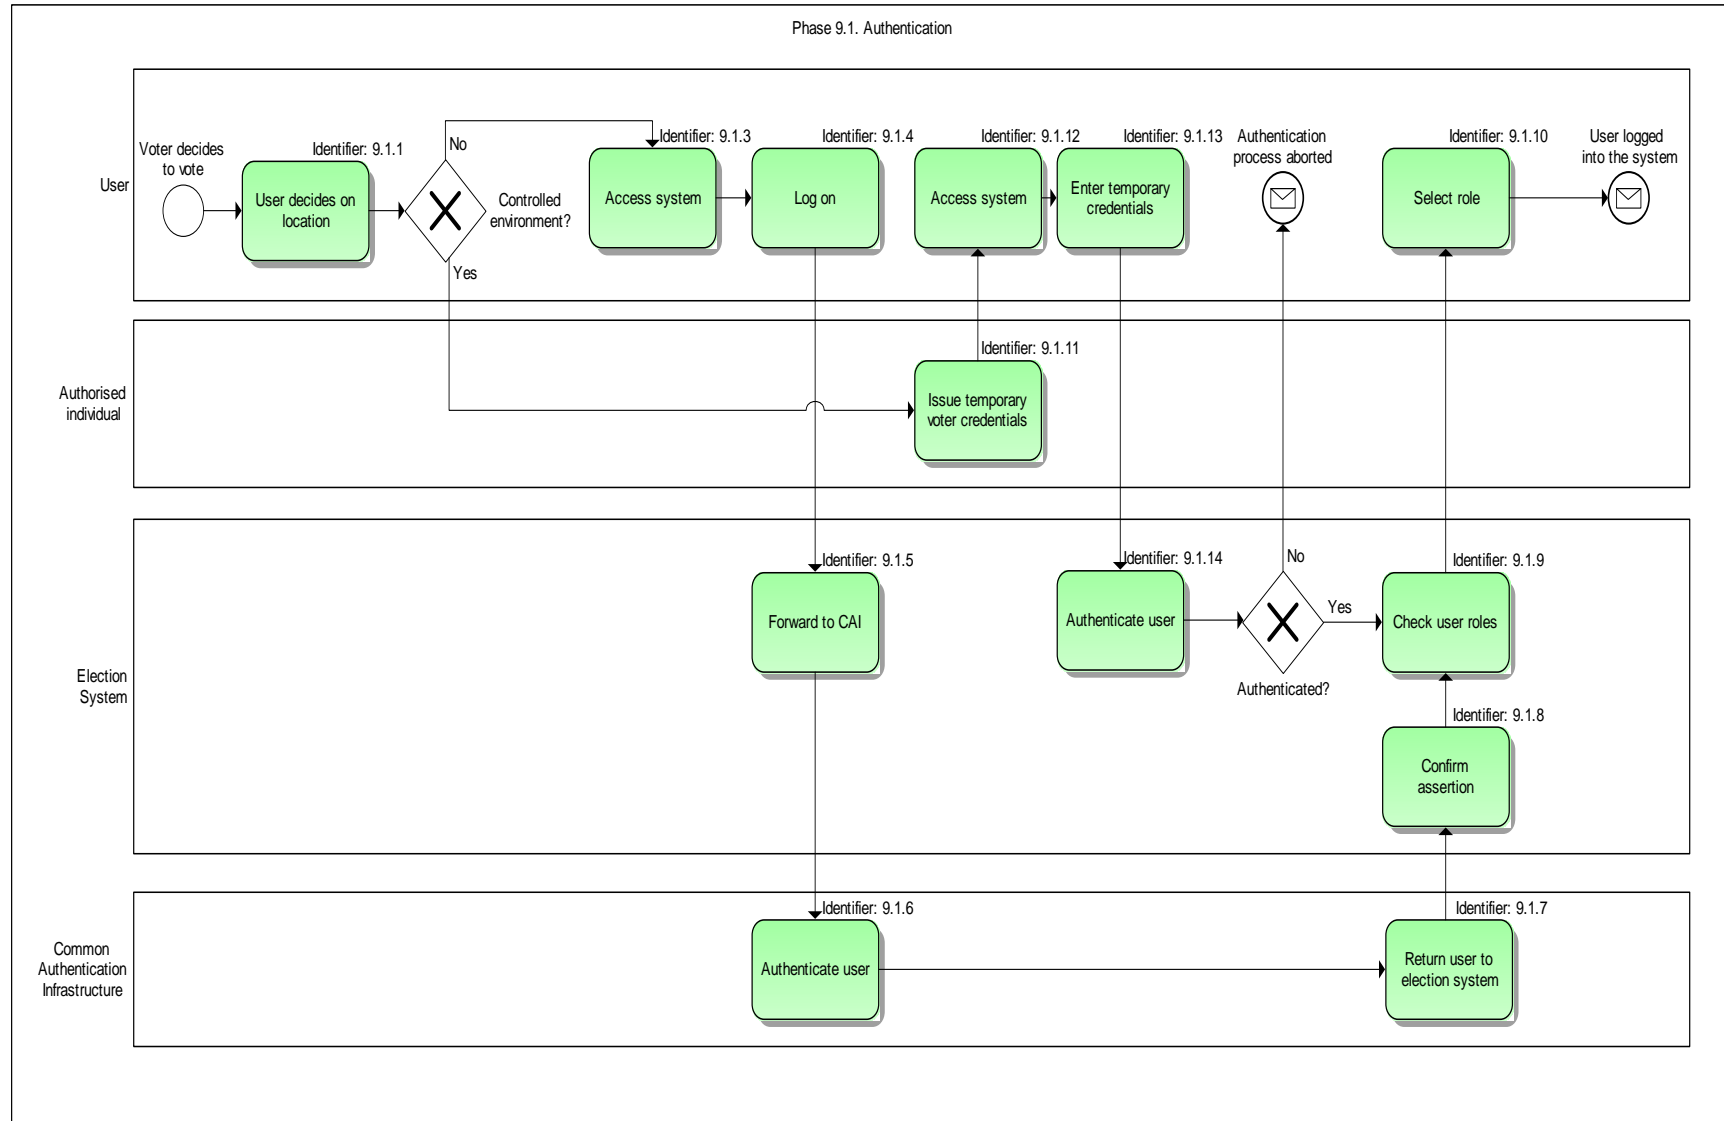 Phase 9.1. Authentication
User
Voter decides
to vote
Identifier: 9.1.1
User decides on
location
No
Yes
Controlled
environment?
Identifier: 9.1.3
Access system
Identifier: 9.1.4
Log on
Identifier: 9.1.12
Access system
Identifier: 9.1.13
Enter temporary
credentials
Authentication
process aborted
Identifier: 9.1.10
Select role
User logged
into the system
Authorised
individual
Identifier: 9.1.11
Issue temporary
voter credentials
Election
System
Identifier: 9.1.5
Forward to CAI
Identifier: 9.1.14
Authenticate user
No
Yes
Authenticated?
Identifier: 9.1.9
Check user roles
Identifier: 9.1.8
Confirm
assertion
Common
Authentication
Infrastructure
Identifier: 9.1.6
Authenticate user
Identifier: 9.1.7
Return user to
election system